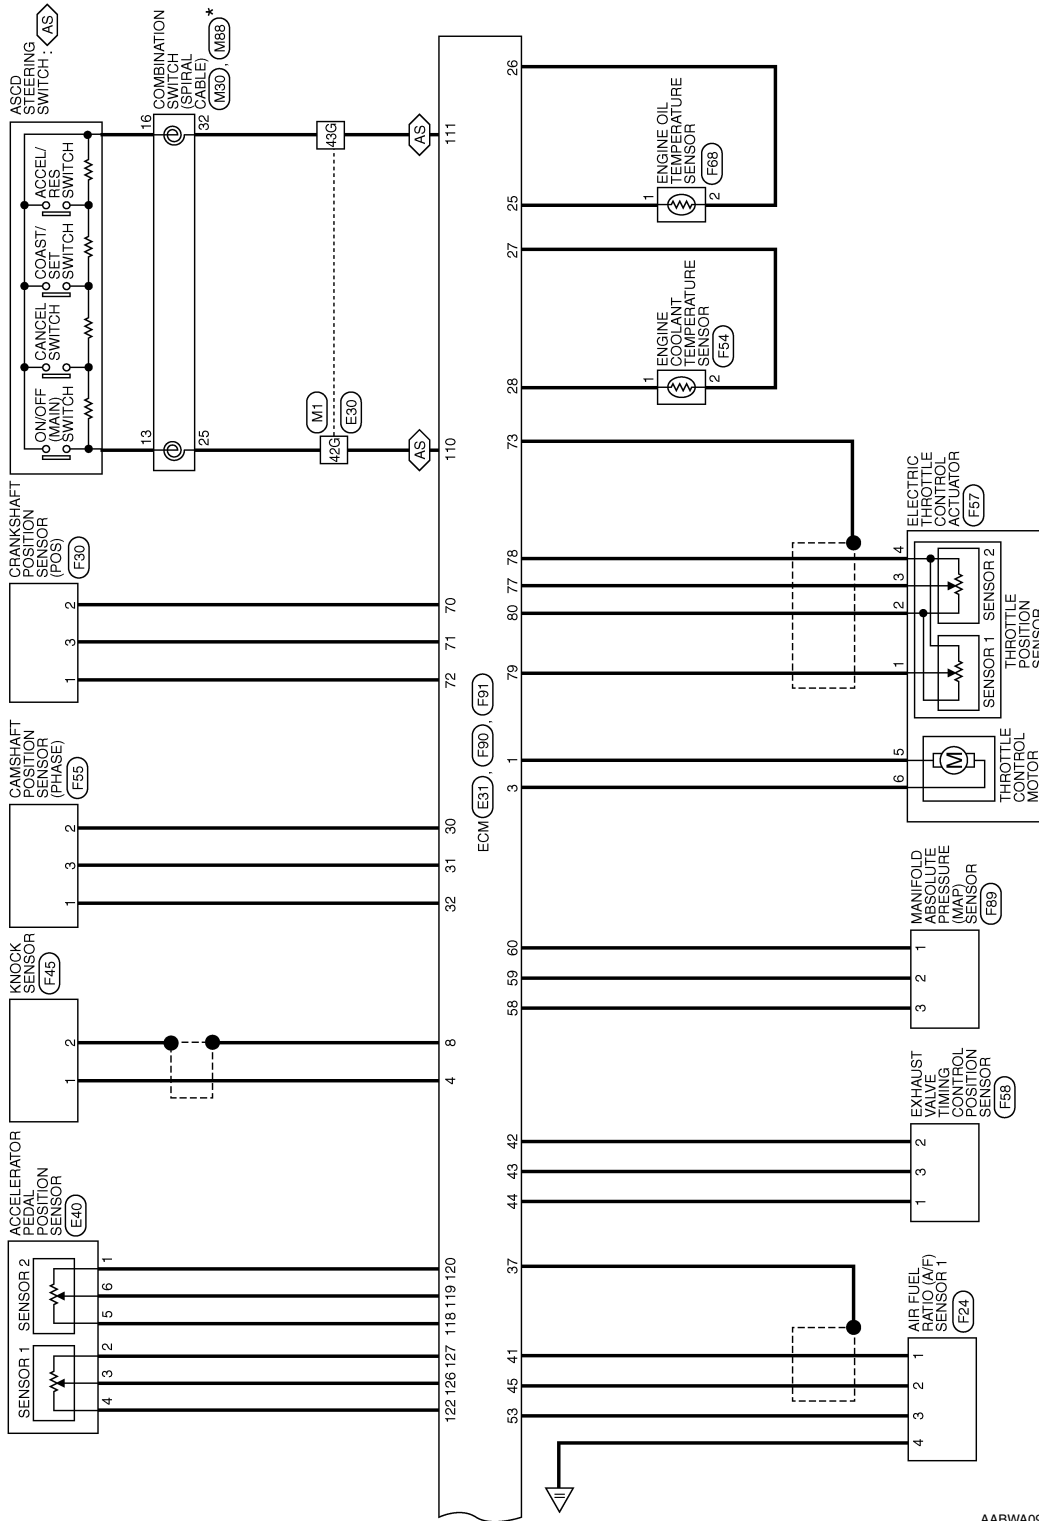 ASCD
STEERING
SWITCH : AS
ON/OFF
(MAIN)
SWITCH
CANCEL
SWITCH
COAST/
SET
SWITCH
ACCEL/
RES
SWITCH
COMBINATION
SWITCH
(SPIRAL
CABLE)
M30 , M88 *
13
25
16
32
M1
E30
42G
43G
AS
AS
110
111
CRANKSHAFT
POSITION
SENSOR
(POS)
F30
1
3
2
72
71
70
CAMSHAFT
POSITION
SENSOR
(PHASE)
F55
1
3
2
32
31
30
KNOCK
SENSOR
F45
1
2
4
8
ACCELERATOR
PEDAL
POSITION
SENSOR
E40
SENSOR 1
SENSOR 2
4
3
2
5
6
1
122
126
127
118
119
120
ECM E31 , F90 , F91
53
45
41
37
44
43
42
58
59
60
3
1
79
80
77
78
73
28
27
25
26
AIR FUEL
RATIO (A/F)
SENSOR 1
F24
4
3
2
1
EXHAUST
VALVE
TIMING
CONTROL
POSITION
SENSOR
F58
1
3
2
MANIFOLD
ABSOLUTE
PRESSURE
(MAP)
SENSOR
F89
3
2
1
ELECTRIC
THROTTLE
CONTROL
ACTUATOR
F57
6
5
1
2
3
4
M
THROTTLE
CONTROL
MOTOR
SENSOR 1
SENSOR 2
THROTTLE
POSITION
SENSOR
ENGINE
COOLANT
TEMPERATURE
SENSOR
F54
1
2
ENGINE OIL
TEMPERATURE
SENSOR
F68
1
2
AABWA09